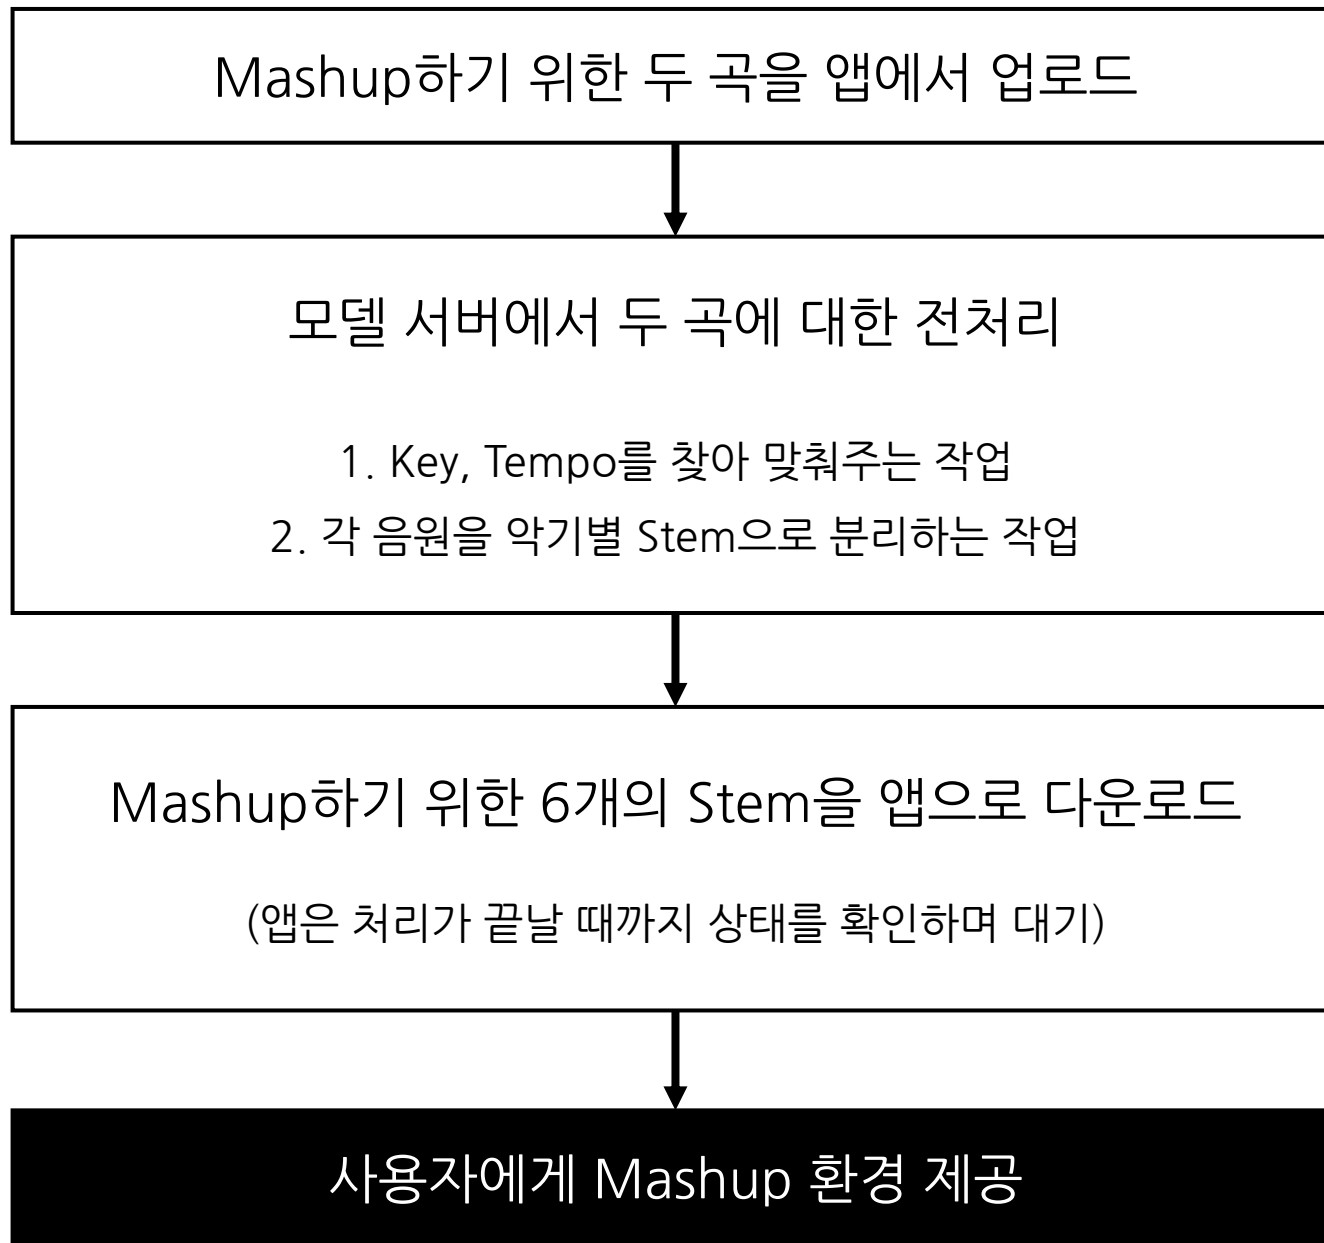 Mashup하기 위한 두 곡을 앱에서 업로드
모델 서버에서 두 곡에 대한 전처리
1. Key, Tempo를 찾아 맞춰주는 작업
2. 각 음원을 악기별 Stem으로 분리하는 작업
Mashup하기 위한 6개의 Stem을 앱으로 다운로드
(앱은 처리가 끝날 때까지 상태를 확인하며 대기)
사용자에게 Mashup 환경 제공